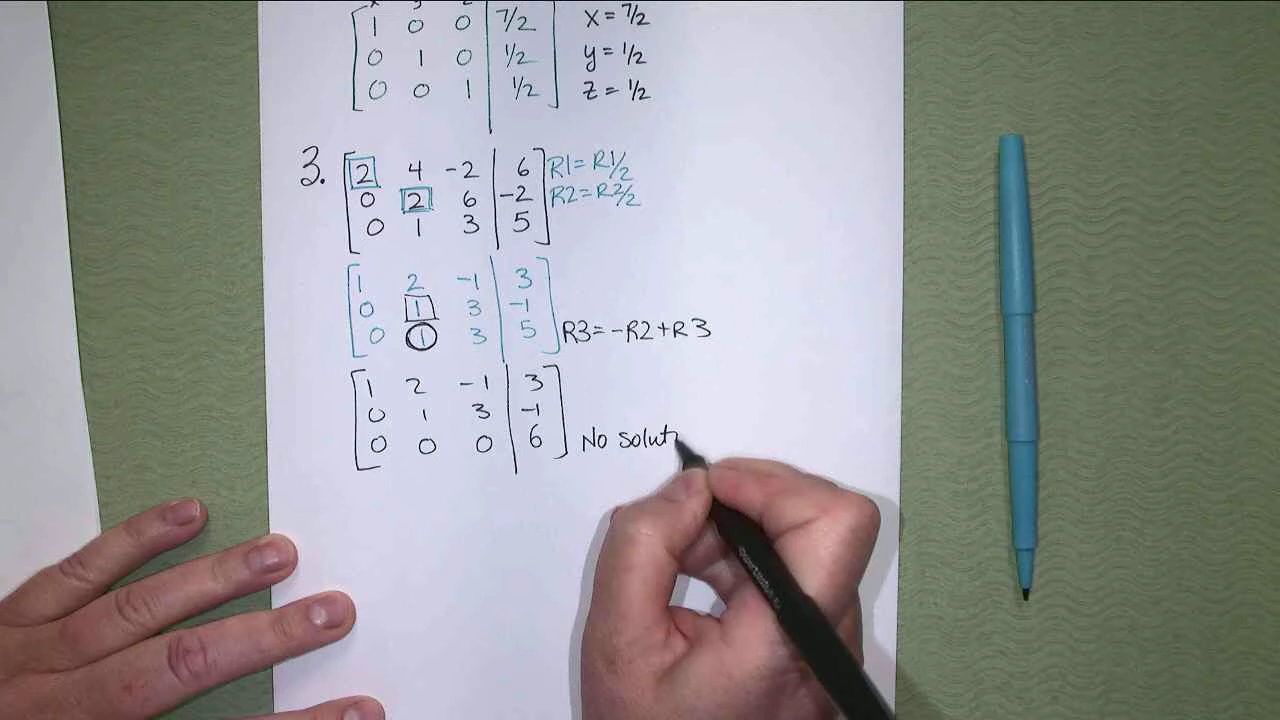 1 0 0 | 7/2 x = 7/2
0 1 0 | 1/2 y = 1/2
0 0 1 | 1/2 z = 1/2
3.
2 4 -2 | 6 R1 = R1/2
0 2 6 | -2 R2 = R2/2
0 1 3 | 5
1 2 -1 | 3
0 1 3 | -1
0 1 3 | 5 R3 = -R2 + R3
1 2 -1 | 3
0 1 3 | -1
0 0 0 | 6 No solut